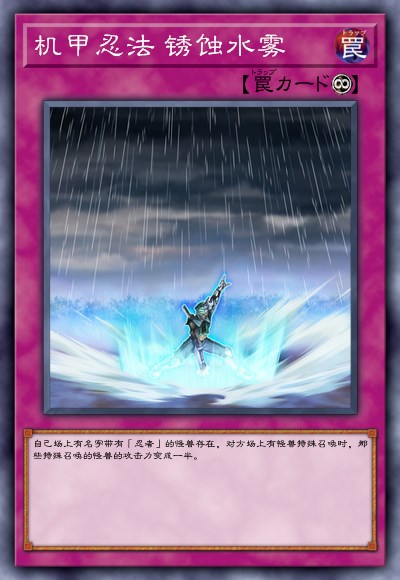 机甲忍法 锈蚀水雾
トラップ
罠
【罠カード】
トラップ
自己场上有名字带有「忍者」的怪兽存在,对方场上有怪兽特殊召唤时,那
些特殊召唤的怪兽的攻击力变成一半。